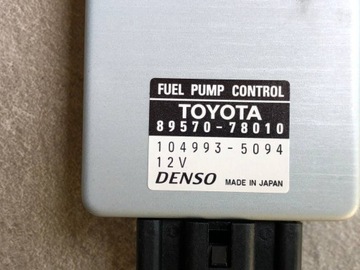 FUEL PUMP CONTROL
TOYOTA
89570-78010
104993-5094
12V
DENSO MADE IN JAPAN